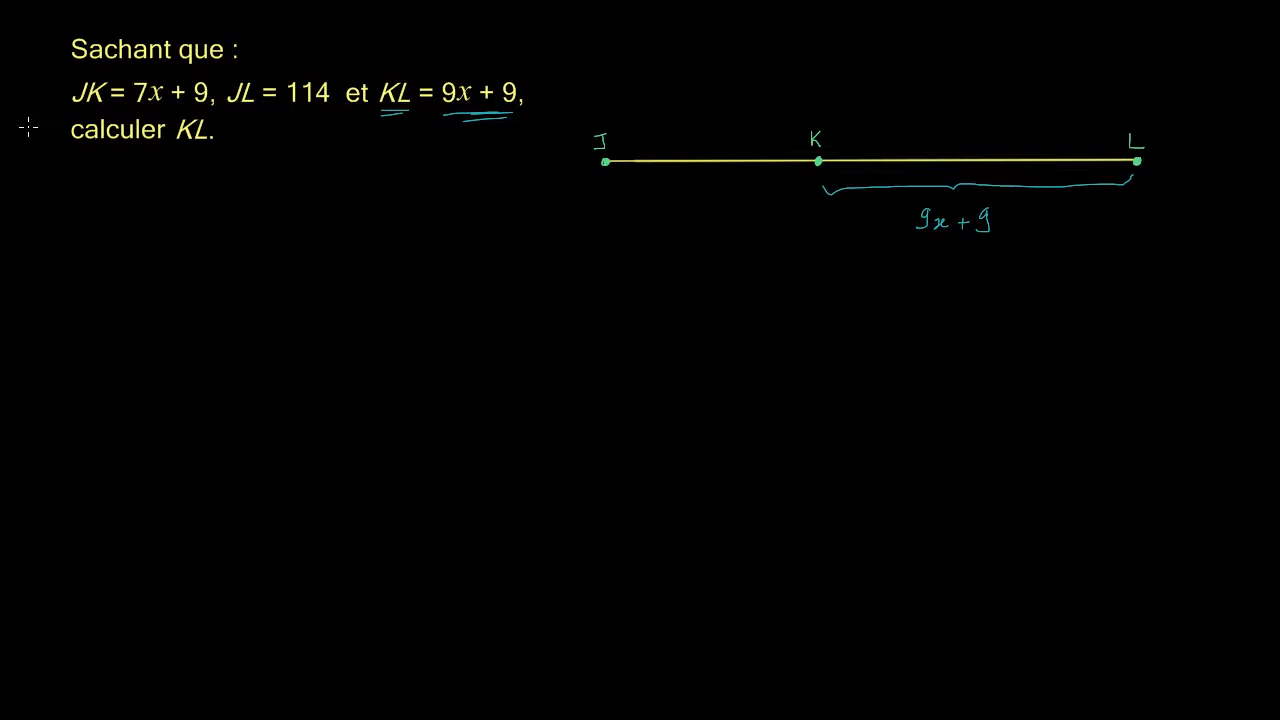 Sachant que :
JK = 7x + 9, JL = 114 et KL = 9x + 9,
calculer KL.
J K L
9x + 9